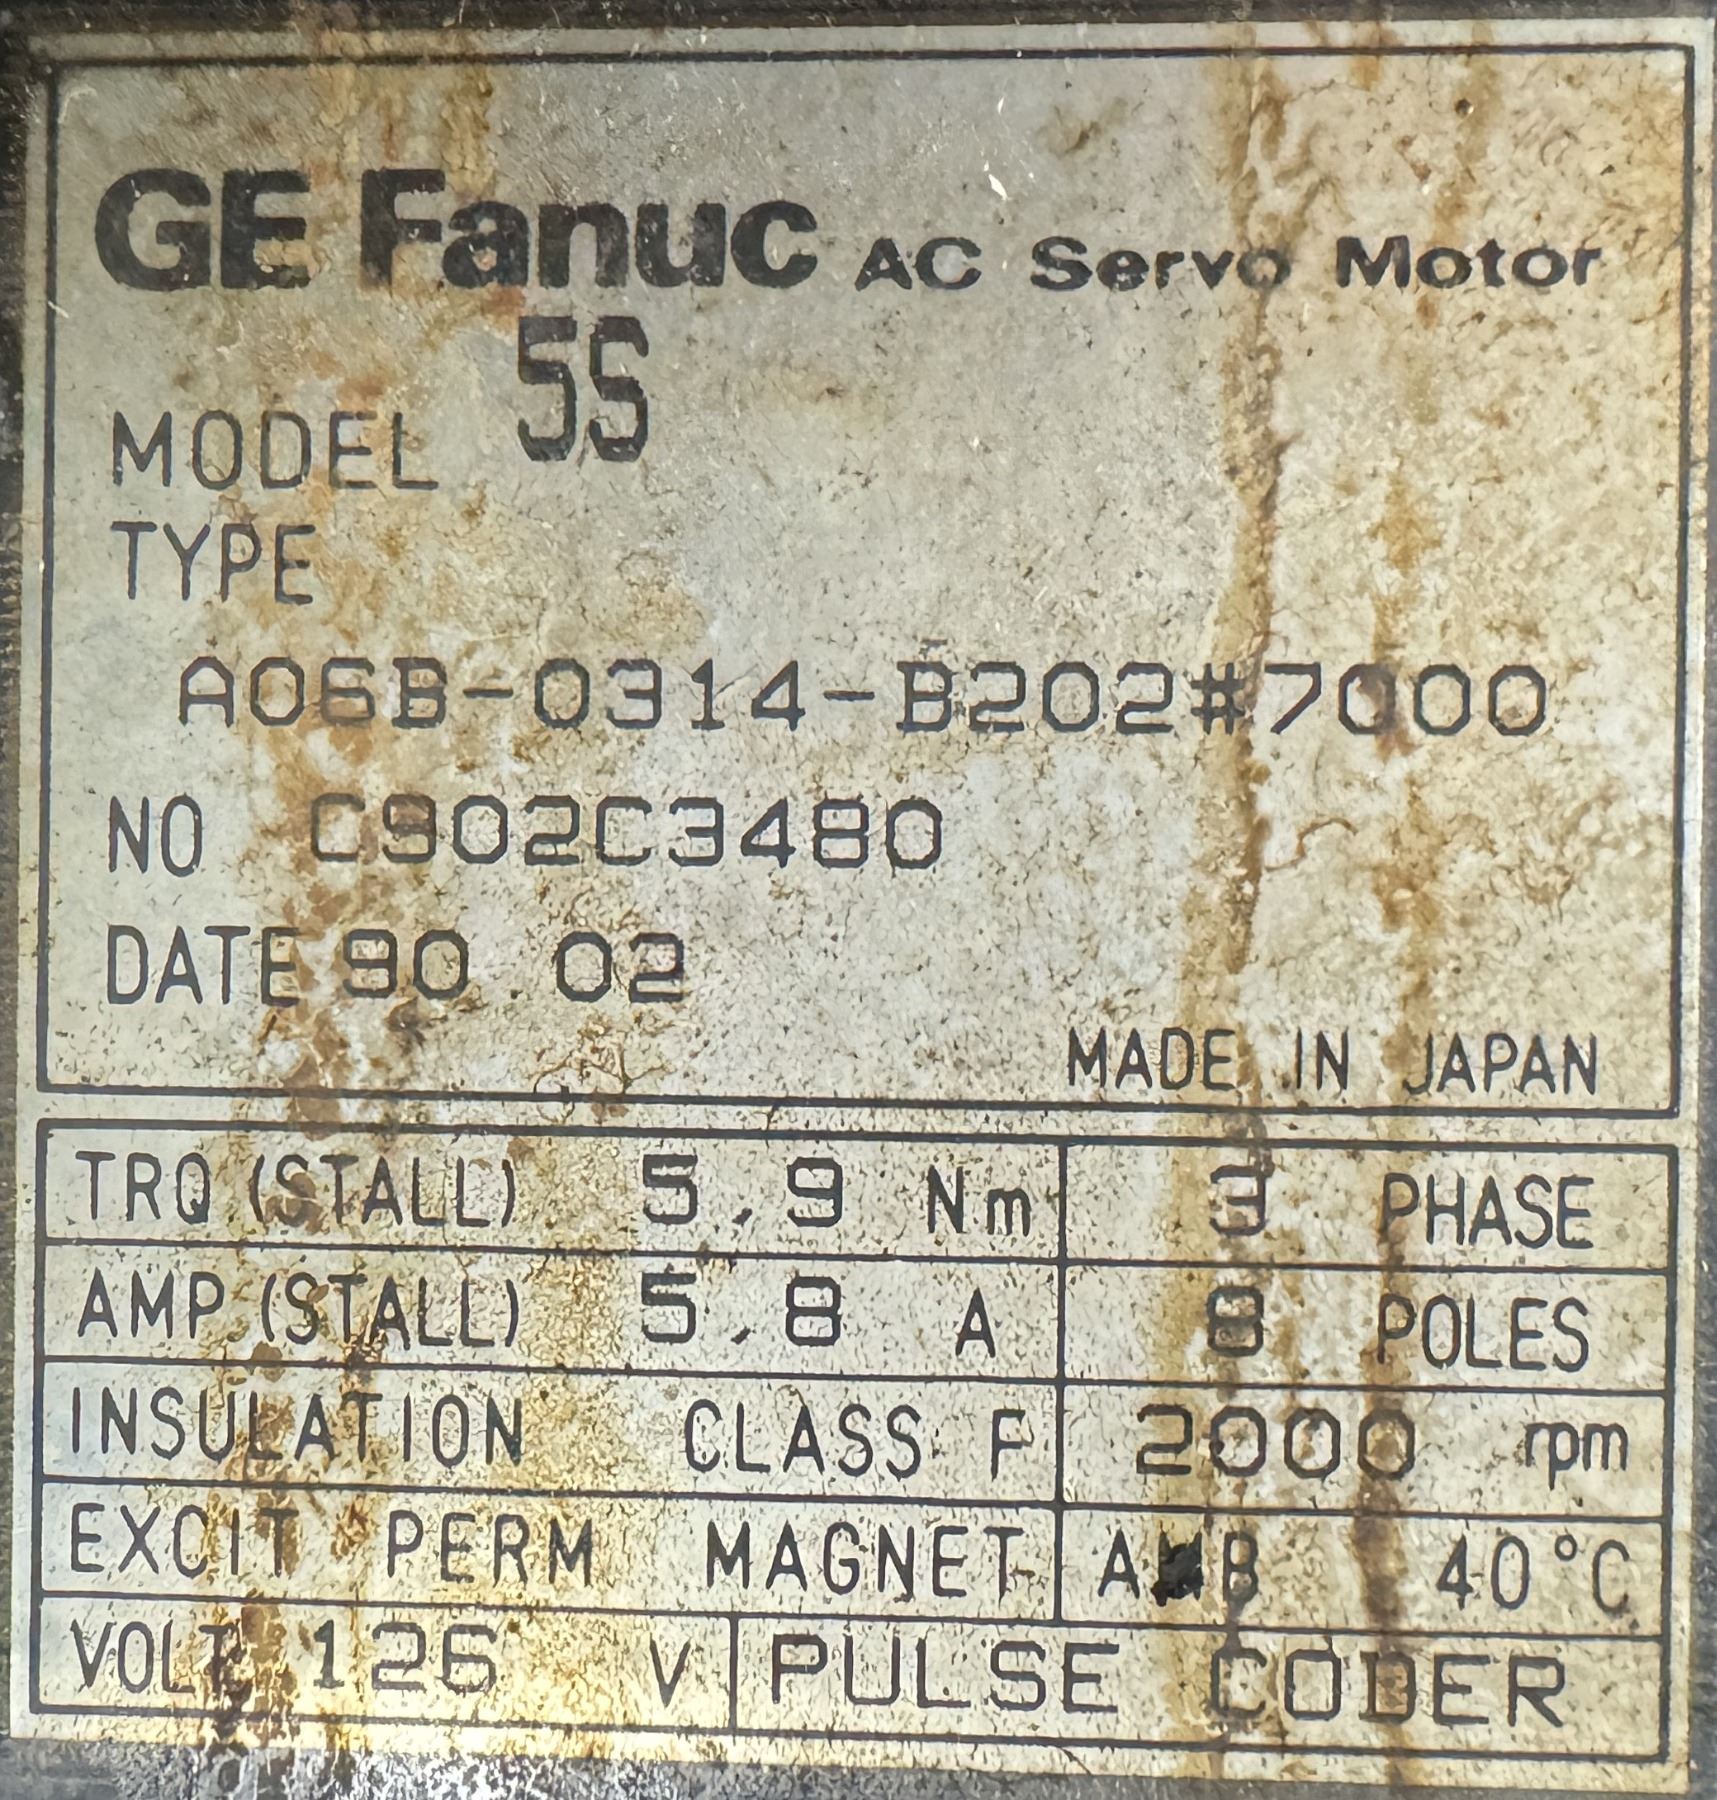 GE Fanuc AC Servo Motor
MODEL 5S
TYPE
A06B-0314-B202#7000
NO C902C3480
DATE 90 02
MADE IN JAPAN
TRQ (STALL) 5.9 Nm 3 PHASE
AMP (STALL) 5.8 A 8 POLES
INSULATION CLASS F 2000 rpm
EXCIT PERM MAGNET AMB 40°C
VOLT 126 V PULSE CODER